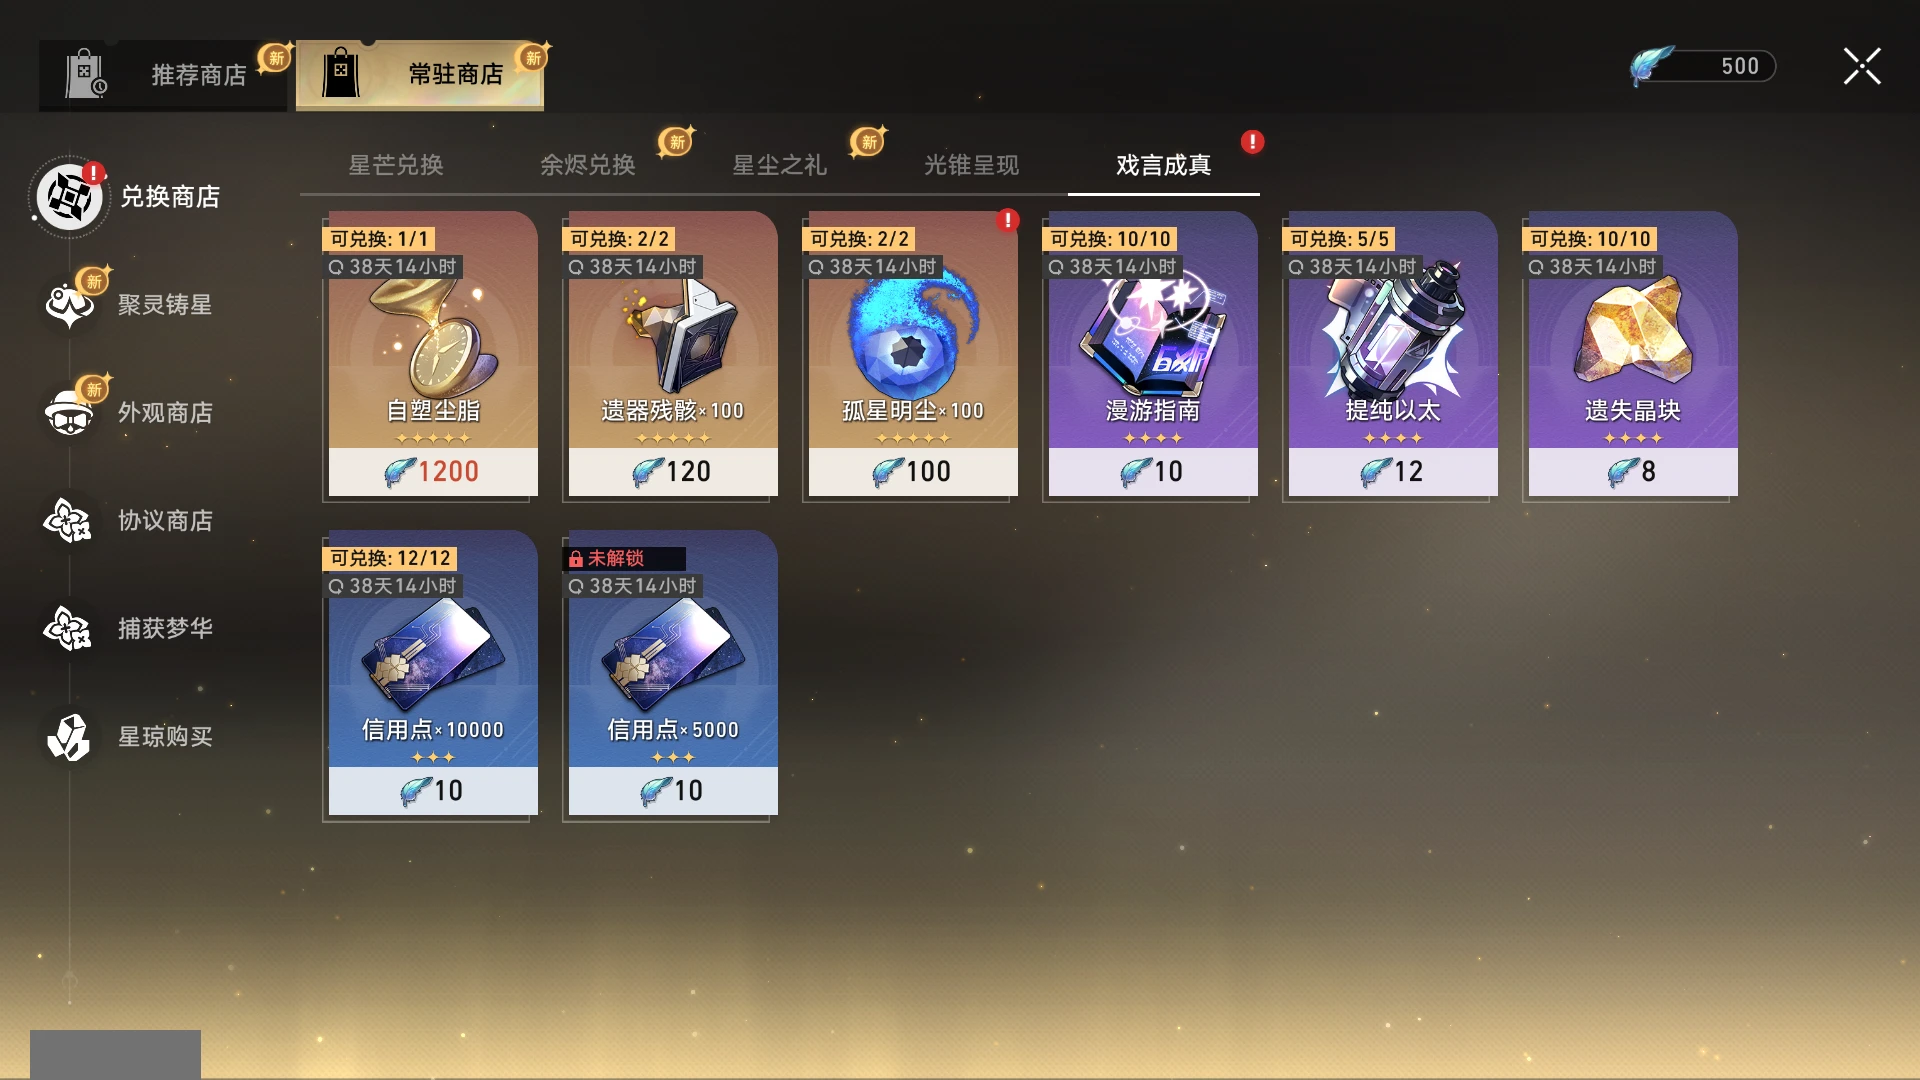 推荐商店
新
常驻商店
新
500
兑换商店
新
聚灵铸星
新
外观商店
协议商店
捕获梦华
星琼购买
星芒兑换
余烬兑换
新
星尘之礼
新
光锥呈现
戏言成真
可兑换: 1/1
38天14小时
自塑尘脂
1200
可兑换: 2/2
38天14小时
遗器残骸×100
120
可兑换: 2/2
38天14小时
孤星明尘×100
100
可兑换: 10/10
38天14小时
漫游指南
10
可兑换: 5/5
38天14小时
提纯以太
12
可兑换: 10/10
38天14小时
遗失晶块
8
可兑换: 12/12
38天14小时
信用点×10000
10
未解锁
38天14小时
信用点×5000
10